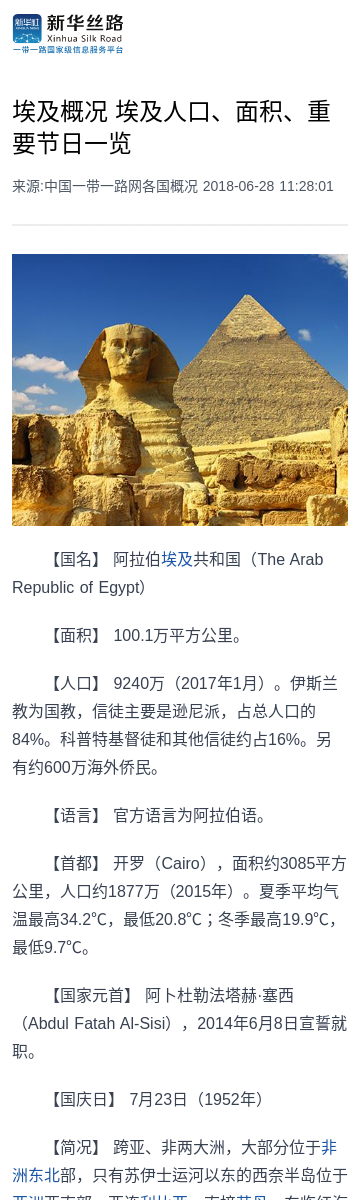 新华社
XINHUA NEWS
新华丝路
Xinhua Silk Road
一带一路国家级信息服务平台
埃及概况 埃及人口、面积、重
要节日一览
来源:中国一带一路网各国概况 2018-06-28 11:28:01
【国名】 阿拉伯埃及共和国（The Arab
Republic of Egypt）
【面积】 100.1万平方公里。
【人口】 9240万（2017年1月）。伊斯兰
教为国教，信徒主要是逊尼派，占总人口的
84%。科普特基督徒和其他信徒约占16%。另
有约600万海外侨民。
【语言】 官方语言为阿拉伯语。
【首都】 开罗（Cairo），面积约3085平方
公里，人口约1877万（2015年）。夏季平均气
温最高34.2℃，最低20.8℃；冬季最高19.9℃，
最低9.7℃。
【国家元首】 阿卜杜勒法塔赫·塞西
（Abdul Fatah Al-Sisi），2014年6月8日宣誓就
职。
【国庆日】 7月23日（1952年）
【简况】 跨亚、非两大洲，大部分位于非
洲东北部，只有苏伊士运河以东的西奈半岛位于